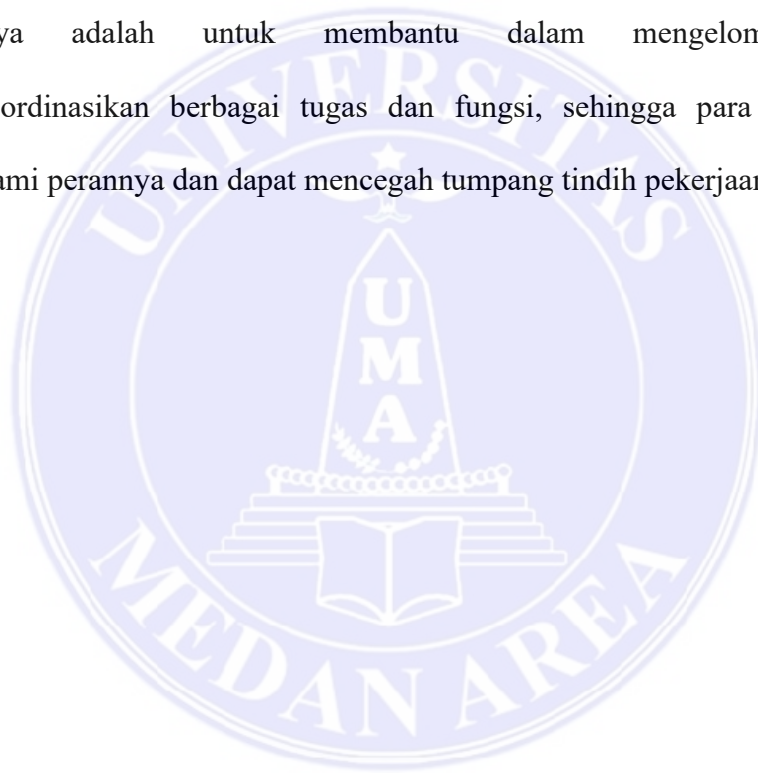 ya adalah untuk membantu dalam mengelom
ordinasikan berbagai tugas dan fungsi, sehingga para
ami perannya dan dapat mencegah tumpang tindih pekerjaan
UNIVERSITAS
UMA
MEDAN AREA